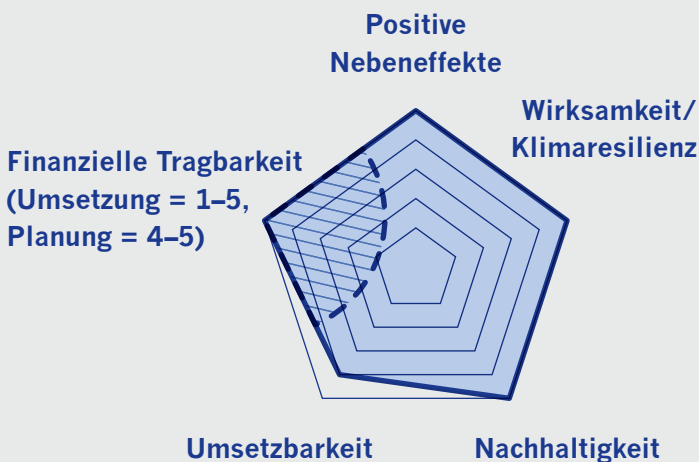 Positive
Nebeneffekte
Wirksamkeit/
Klimaresilienz
Finanzielle Tragbarkeit
(Umsetzung = 1–5,
Planung = 4–5)
Umsetzbarkeit
Nachhaltigkeit